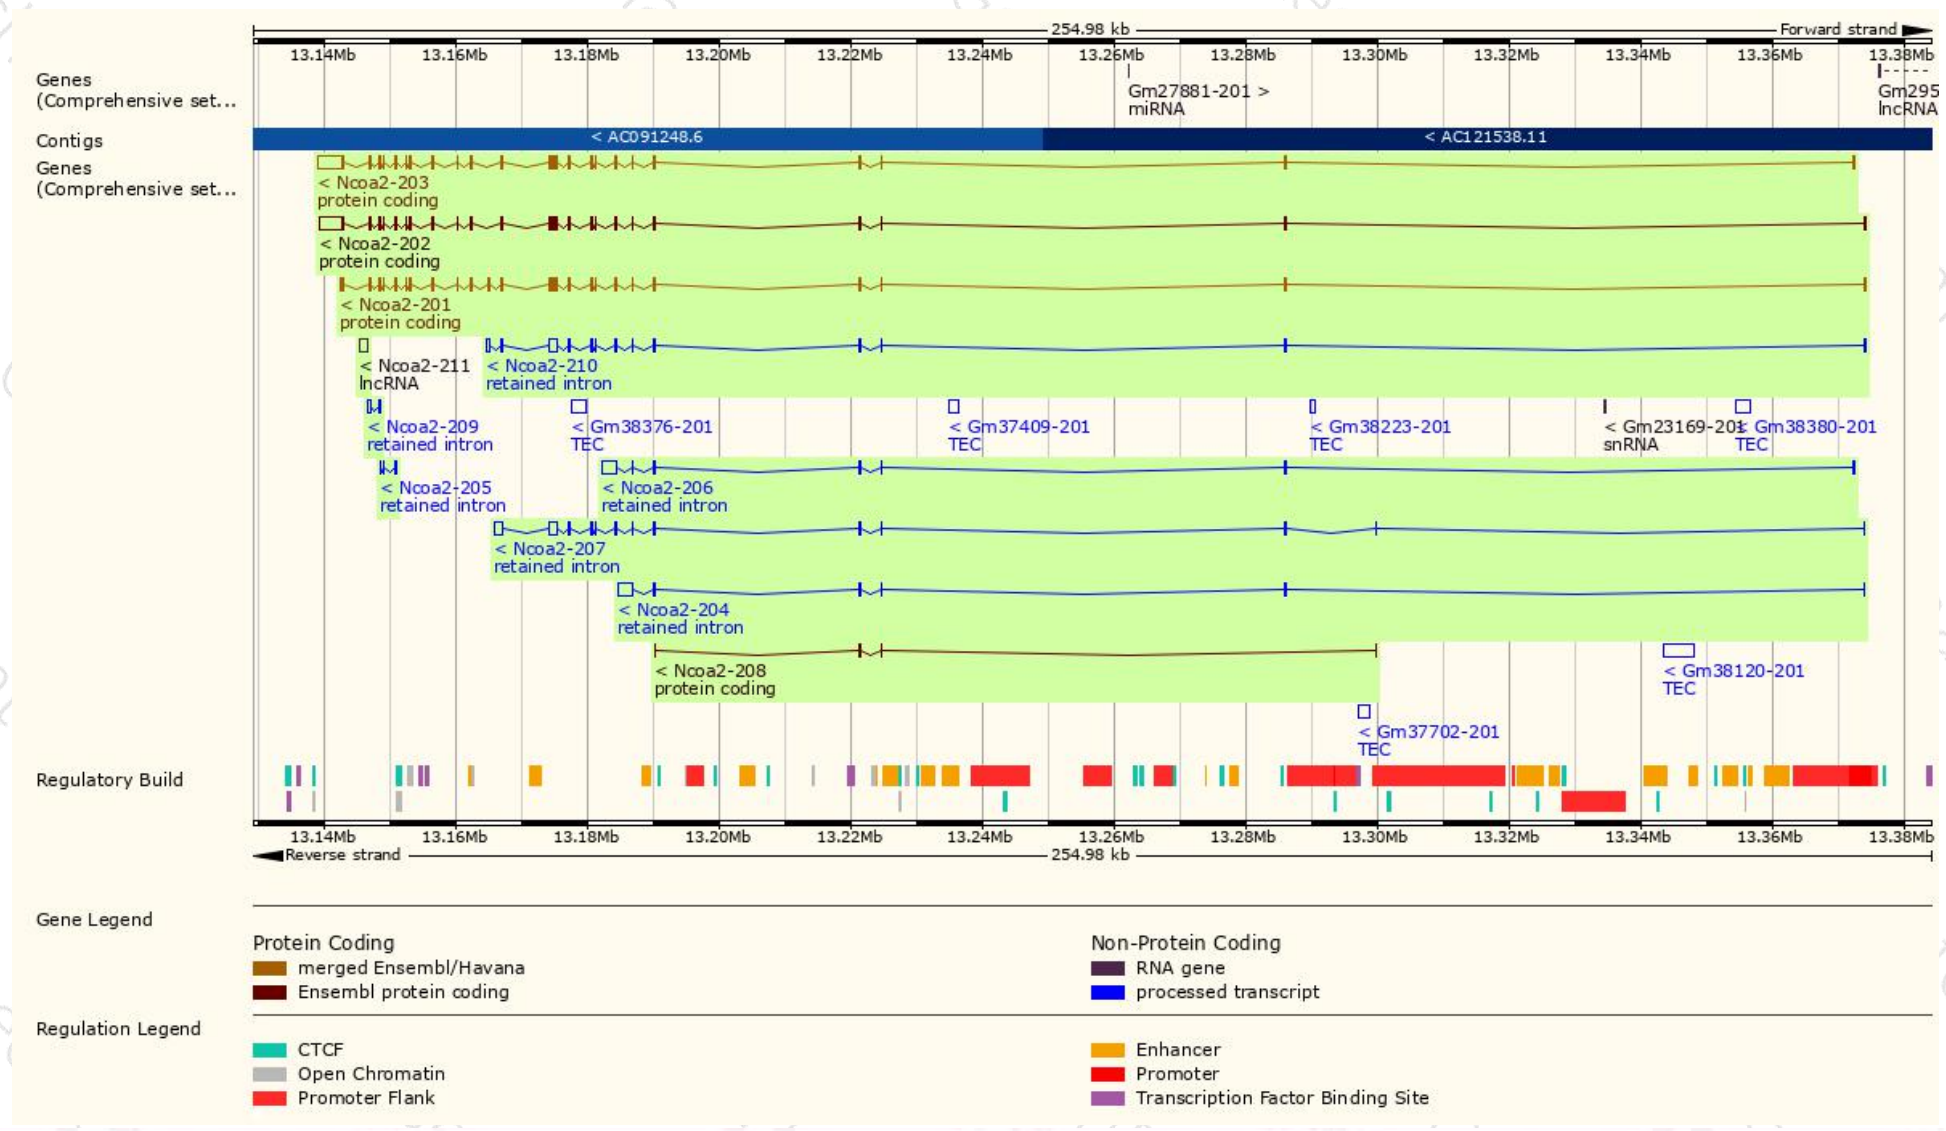 254.98 kb Forward strand
13.14Mb 13.16Mb 13.18Mb 13.20Mb 13.22Mb 13.24Mb 13.26Mb 13.28Mb 13.30Mb 13.32Mb 13.34Mb 13.36Mb 13.38Mb
Genes
(Comprehensive set...
Gm27881-201 > Gm295
miRNA lncRNA
Contigs < AC091248.6 < AC121538.11
Genes
(Comprehensive set...
< Ncoa2-203
protein coding
< Ncoa2-202
protein coding
< Ncoa2-201
protein coding
< Ncoa2-211 < Ncoa2-210
lncRNA retained intron
< Ncoa2-209 < Gm38376-201 < Gm37409-201 < Gm38223-201 < Gm23169-201 < Gm38380-201
retained intron TEC TEC TEC snRNA TEC
< Ncoa2-205 < Ncoa2-206
retained intron retained intron
< Ncoa2-207
retained intron
< Ncoa2-204
retained intron
< Ncoa2-208 < Gm38120-201
protein coding TEC
< Gm37702-201
TEC
Regulatory Build
13.14Mb 13.16Mb 13.18Mb 13.20Mb 13.22Mb 13.24Mb 13.26Mb 13.28Mb 13.30Mb 13.32Mb 13.34Mb 13.36Mb 13.38Mb
Reverse strand 254.98 kb
Gene Legend
Protein Coding Non-Protein Coding
merged Ensembl/Havana RNA gene
Ensembl protein coding processed transcript
Regulation Legend
CTCF Enhancer
Open Chromatin Promoter
Promoter Flank Transcription Factor Binding Site